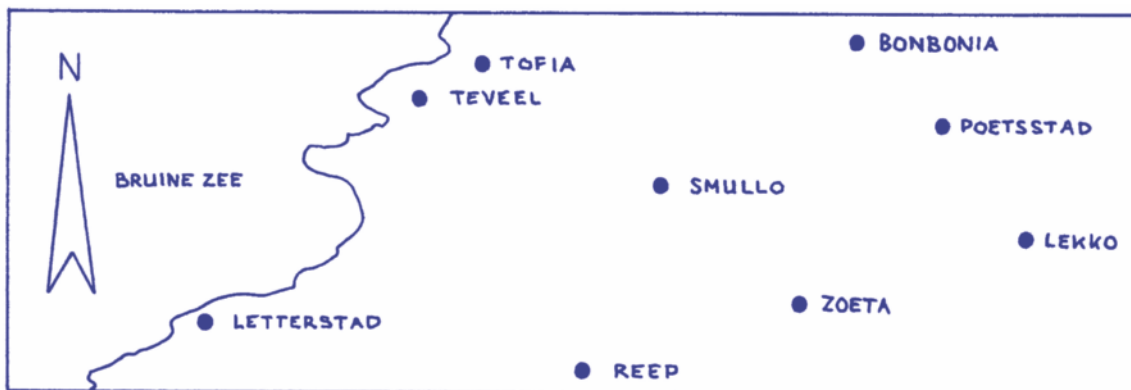 N
BONBONIA
TOFIA
TEVEEL
POETSSTAD
BRUINE ZEE
SMULLO
LEKKO
ZOETA
LETTERSTAD
REEP